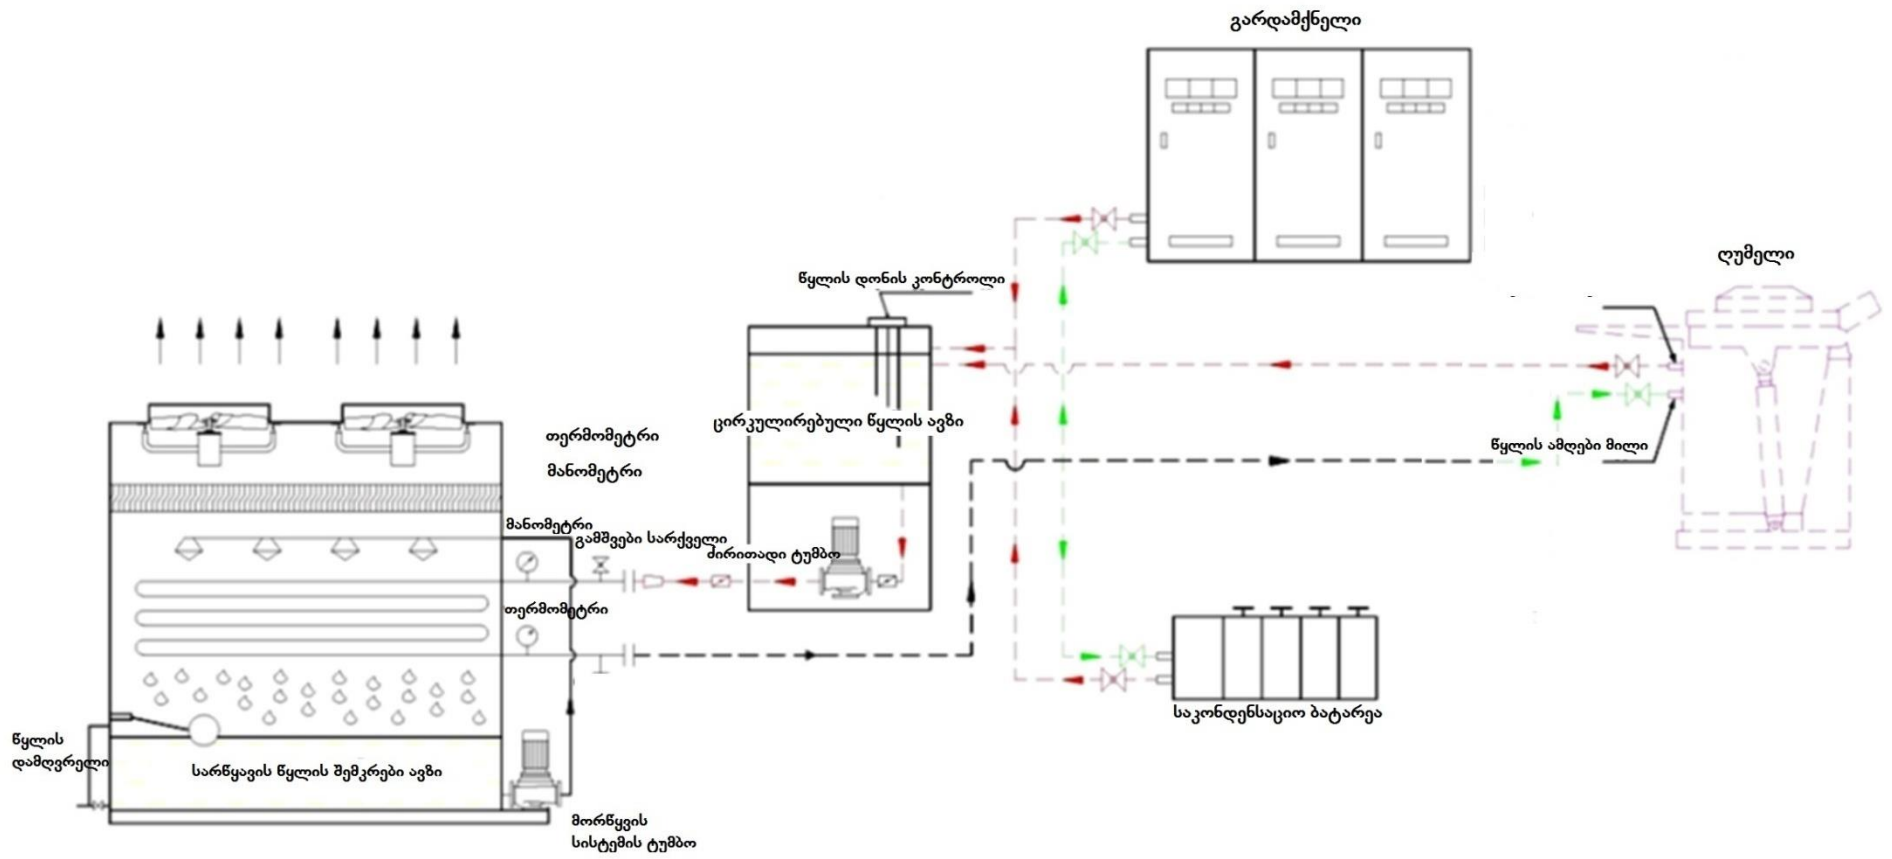 გარდამქნელი
ღუმელი
წყლის დონის კონტროლი
ცირკულირებული წყლის ავზი
თერმომეტრი
მანომეტრი
წყლის ამღები მილი
მანომეტრი
გამშვები სარქველი
ძირითადი ტუმბო
თერმომეტრი
საკონდენსაციო ბატარეა
წყლის
დამღვრელი
სარწყავის წყლის შემკრები ავზი
მორწყვის
სისტემის ტუმბო